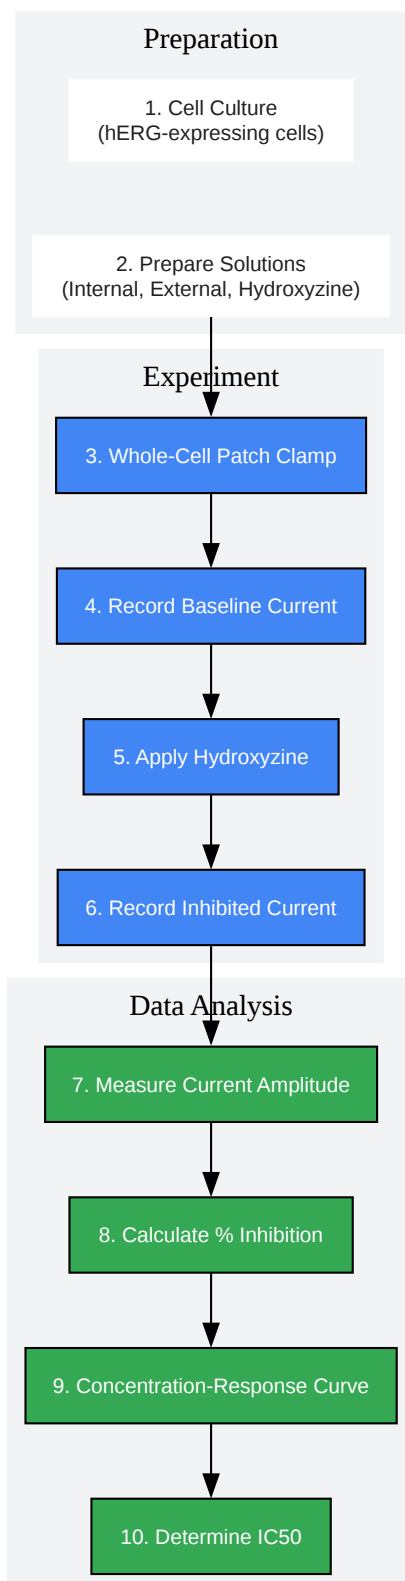 Preparation
1. Cell Culture
(hERG-expressing cells)
2. Prepare Solutions
(Internal, External, Hydroxyzine)
Experiment
3. Whole-Cell Patch Clamp
4. Record Baseline Current
5. Apply Hydroxyzine
6. Record Inhibited Current
Data Analysis
7. Measure Current Amplitude
8. Calculate % Inhibition
9. Concentration-Response Curve
10. Determine IC50